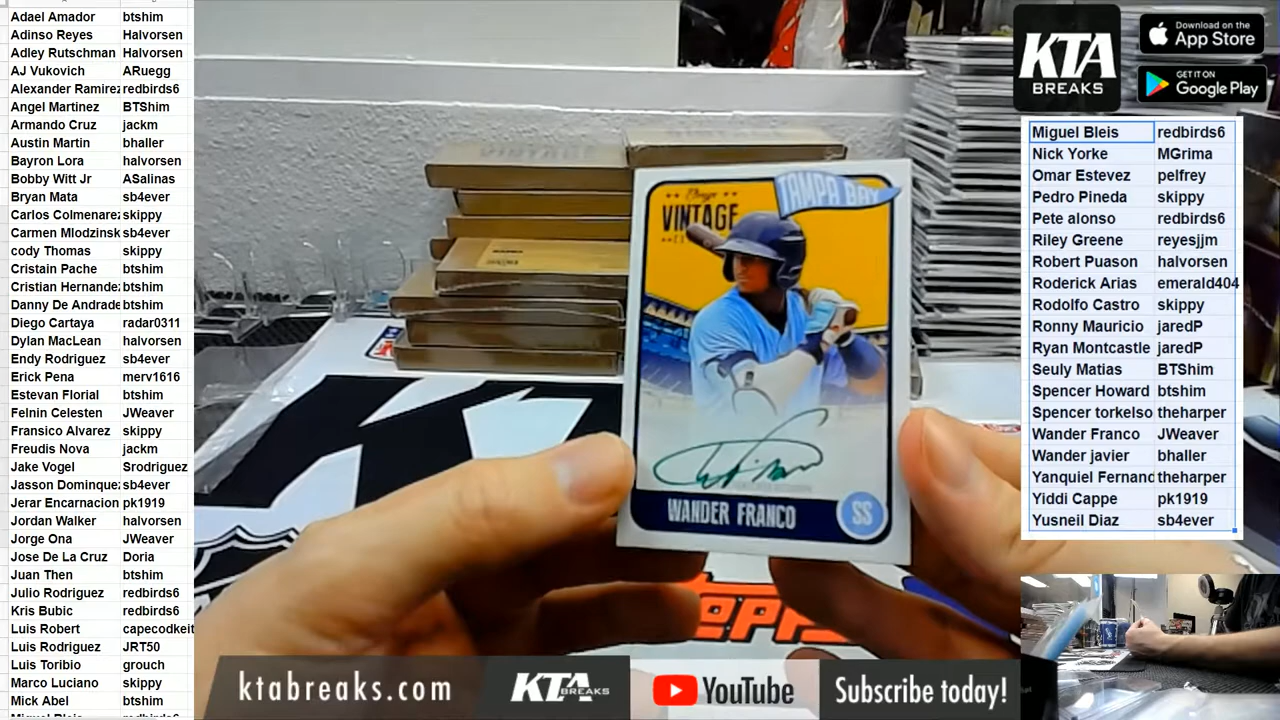 Adael Amador btshim
Adinso Reyes Halvorsen
Adley Rutschman Halvorsen
AJ Vukovich ARuegg
Alexander Ramirez redbirds6
Angel Martinez BTShim
Armando Cruz jackm
Austin Martin bhaller
Bayron Lora halvorsen
Bobby Witt Jr ASalinas
Bryan Mata sb4ever
Carlos Colmenarez skippy
Carmen Mlodzinsk sb4ever
cody Thomas skippy
Cristain Pache btshim
Cristian Hernandez btshim
Danny De Andrade btshim
Diego Cartaya radar0311
Dylan MacLean halvorsen
Endy Rodriguez sb4ever
Erick Pena merv1616
Estevan Florial btshim
Felnin Celesten JWeaver
Fransico Alvarez skippy
Freudis Nova jackm
Jake Vogel Srodriguez
Jasson Dominquez sb4ever
Jerar Encarnacion pk1919
Jordan Walker halvorsen
Jorge Ona JWeaver
Jose De La Cruz Doria
Juan Then btshim
Julio Rodriguez redbirds6
Kris Bubic redbirds6
Luis Robert capecodkeit
Luis Rodriguez JRT50
Luis Toribio grouch
Marco Luciano skippy
Mick Abel btshim
Miguel Bleis redbirds6
TAMPA BAY
VINTAGE
WANDER FRANCO
SS
TOPPS
KTA
BREAKS
Download on the
App Store
GET IT ON
Google Play
Miguel Bleis redbirds6
Nick Yorke MGrima
Omar Estevez pelfrey
Pedro Pineda skippy
Pete alonso redbirds6
Riley Greene reyesjjm
Robert Puason halvorsen
Roderick Arias emerald404
Rodolfo Castro skippy
Ronny Mauricio jaredP
Ryan Montcastle jaredP
Seuly Matias BTShim
Spencer Howard btshim
Spencer torkelso theharper
Wander Franco JWeaver
Wander javier bhaller
Yanquiel Fernand theharper
Yiddi Cappe pk1919
Yusneil Diaz sb4ever
ktabreaks.com
KTA
BREAKS
YouTube
Subscribe today!